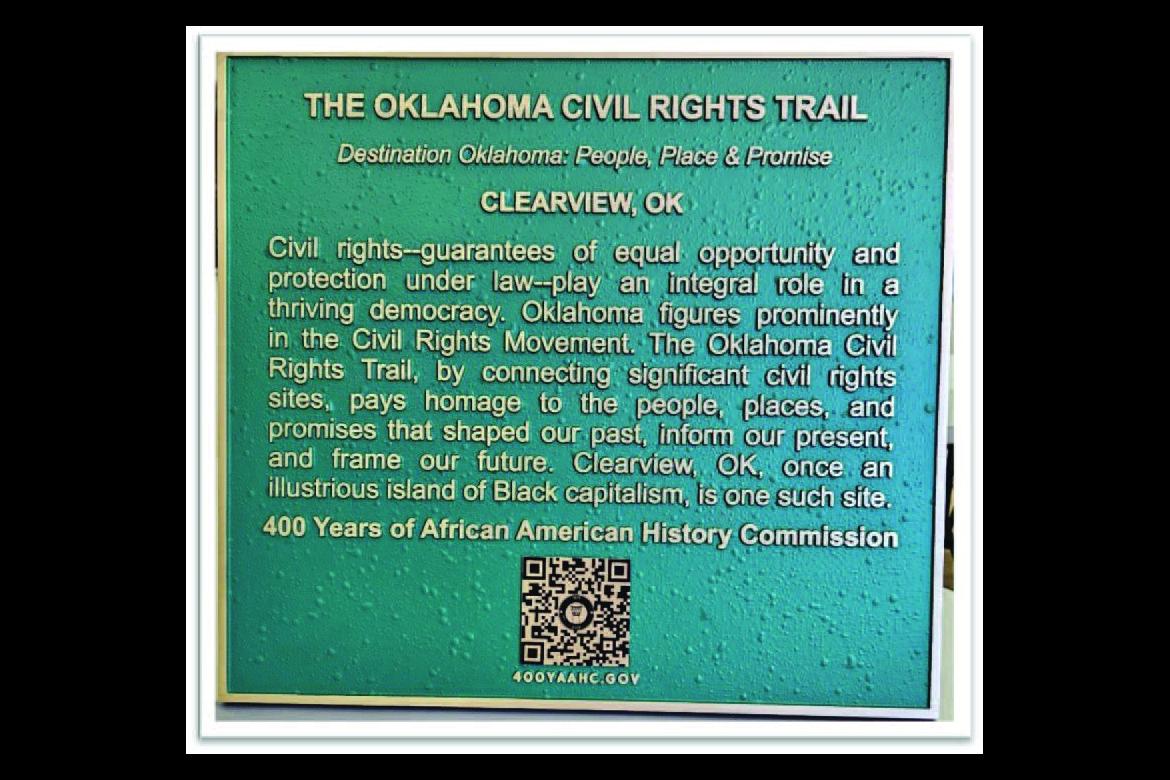 THE OKLAHOMA CIVIL RIGHTS TRAIL
Destination Oklahoma: People, Place & Promise
CLEARVIEW, OK
Civil rights--guarantees of equal opportunity and
protection under law--play an integral role in a
thriving democracy. Oklahoma figures prominently
in the Civil Rights Movement. The Oklahoma Civil
Rights Trail, by connecting significant civil rights
sites, pays homage to the people, places, and
promises that shaped our past, inform our present,
and frame our future. Clearview, OK, once an
illustrious island of Black capitalism, is one such site.
400 Years of African American History Commission
400YAAHC.GOV